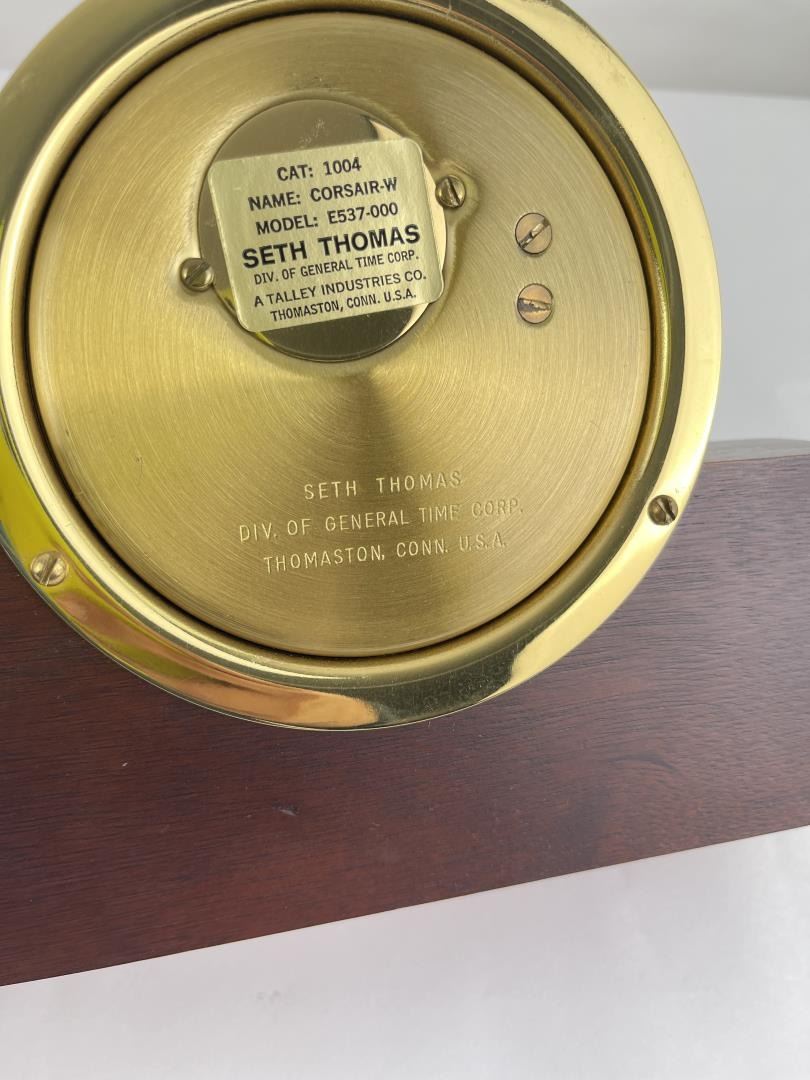 CAT: 1004
NAME: CORSAIR-W
MODEL: E537-000
SETH THOMAS
DIV. OF GENERAL TIME CORP.
A TALLEY INDUSTRIES CO.
THOMASTON, CONN. U.S.A.
SETH THOMAS
DIV. OF GENERAL TIME CORP.
THOMASTON, CONN. U.S.A.